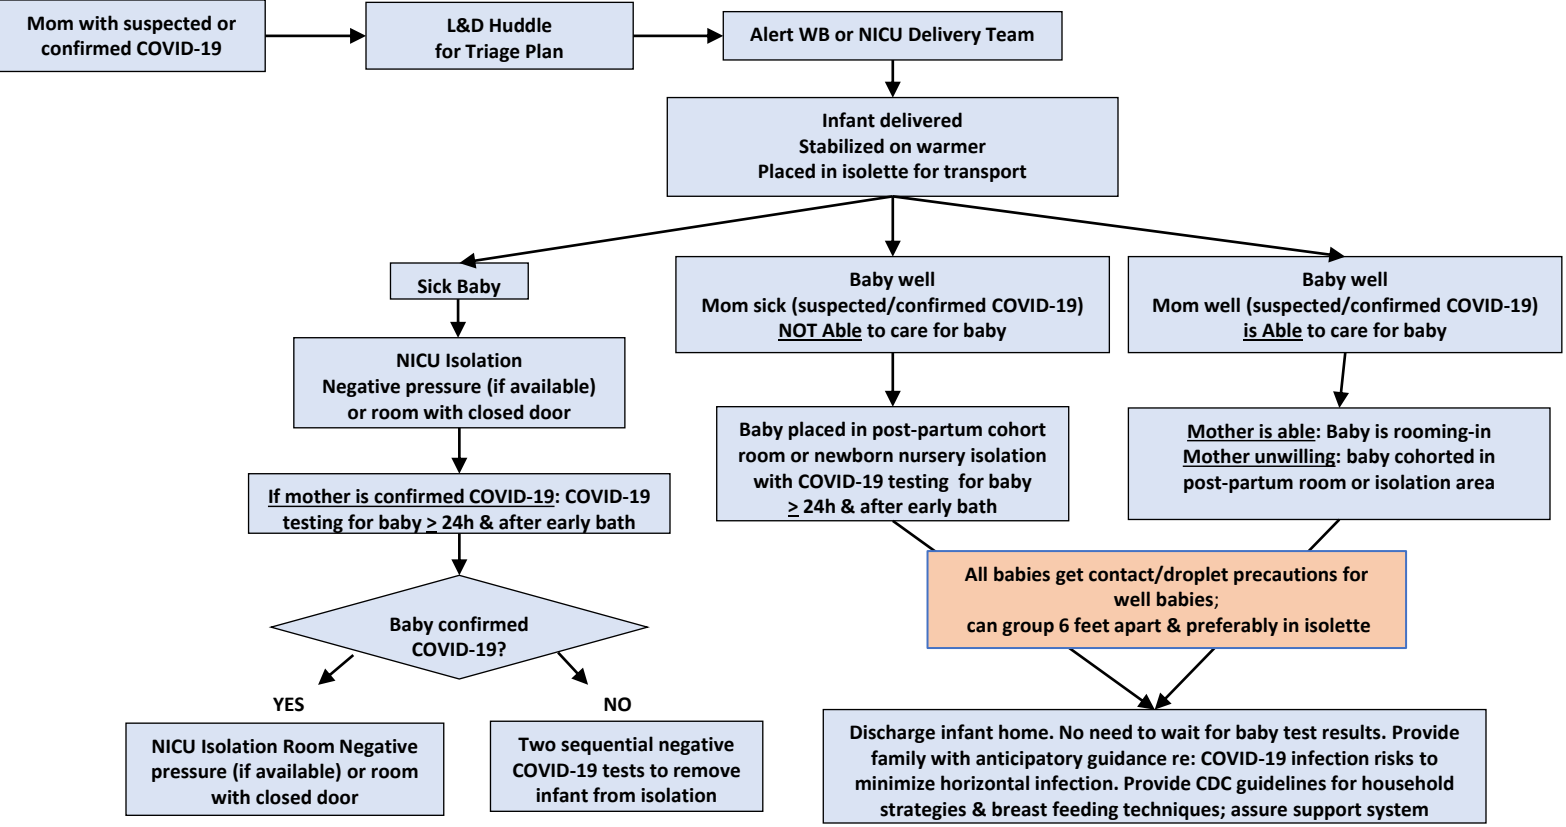 Mom with suspected or
confirmed COVID-19
L&D Huddle
for Triage Plan
Alert WB or NICU Delivery Team
Infant delivered
Stabilized on warmer
Placed in isolette for transport
Sick Baby
Baby well
Mom sick (suspected/confirmed COVID-19)
NOT Able to care for baby
Baby well
Mom well (suspected/confirmed COVID-19)
is Able to care for baby
NICU Isolation
Negative pressure (if available)
or room with closed door
Baby placed in post-partum cohort
room or newborn nursery isolation
with COVID-19 testing for baby
≥ 24h & after early bath
Mother is able: Baby is rooming-in
Mother unwilling: baby cohorted in
post-partum room or isolation area
If mother is confirmed COVID-19: COVID-19
testing for baby ≥ 24h & after early bath
All babies get contact/droplet precautions for
well babies;
can group 6 feet apart & preferably in isolette
Baby confirmed
COVID-19?
YES
NO
NICU Isolation Room Negative
pressure (if available) or room
with closed door
Two sequential negative
COVID-19 tests to remove
infant from isolation
Discharge infant home. No need to wait for baby test results. Provide
family with anticipatory guidance re: COVID-19 infection risks to
minimize horizontal infection. Provide CDC guidelines for household
strategies & breast feeding techniques; assure support system